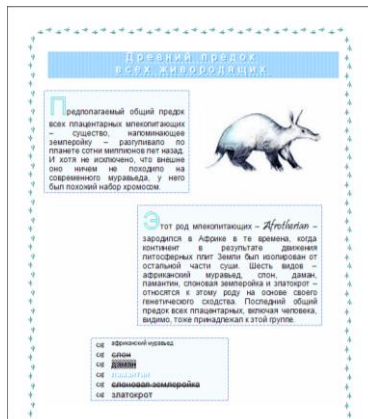 Древний предок
всех живородящих
Предполагаемый общий предок
всех плацентарных млекопитающих
– существо, напоминающее
землеройку – разгуливало по
планете сотни миллионов лет назад.
И хотя не исключено, что внешне
оно ничем не походило на
современного муравьеда, у него
был похожий набор хромосом.
Этот род млекопитающих – Afrotherian –
зародился в Африке в те времена, когда
континент в результате движения
литосферных плит Земли был изолирован от
остальной части суши. Шесть видов –
африканский муравьед, слон, даман,
ламантин, слоновая землеройка и златокрот –
относятся к этому роду на основе своего
генетического сходства. Последний общий
предок всех плацентарных, включая человека,
видимо, тоже принадлежал к этой группе.
африканский муравьед
слон
даман
ламантин
слоновая землеройка
златокрот